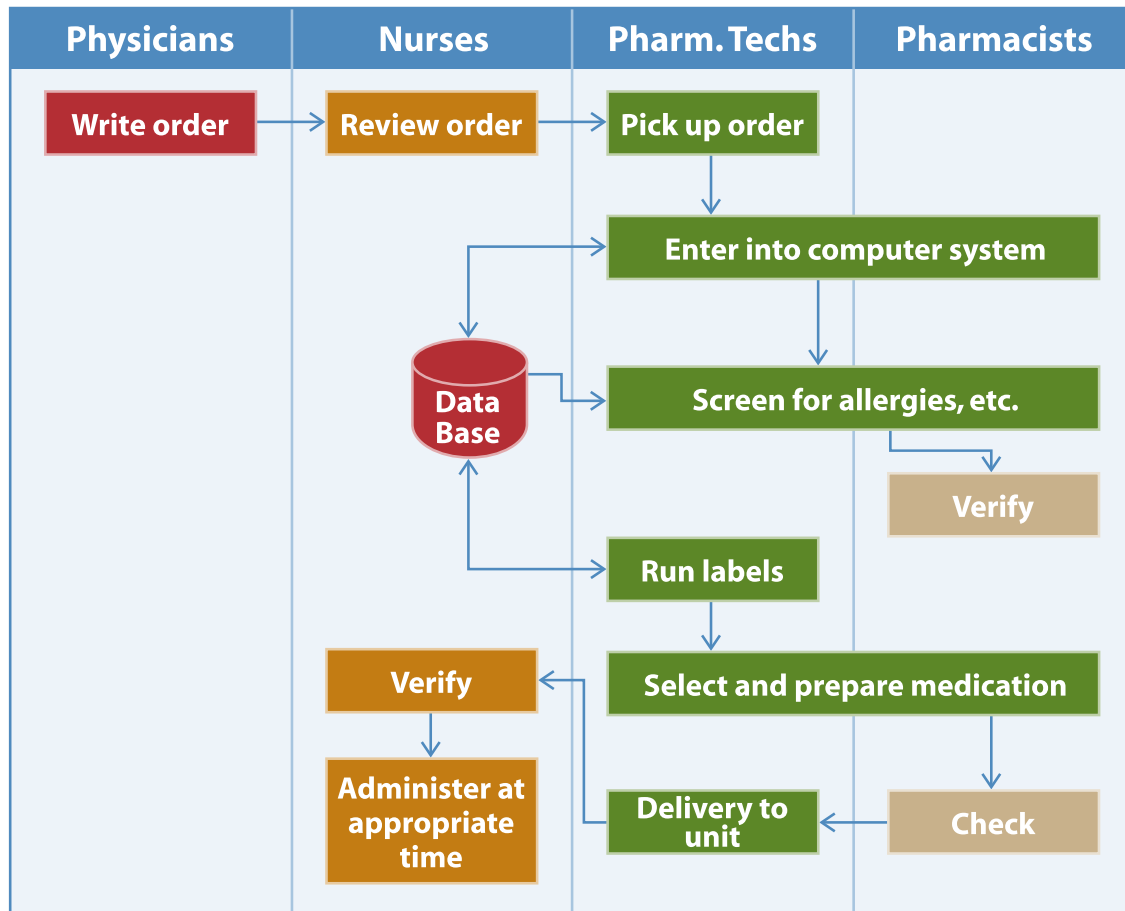 Physicians
Nurses
Pharm. Techs
Pharmacists
Write order
Review order
Pick up order
Enter into computer system
Data
Base
Screen for allergies, etc.
Verify
Run labels
Verify
Select and prepare medication
Administer at
appropriate
time
Delivery to
unit
Check